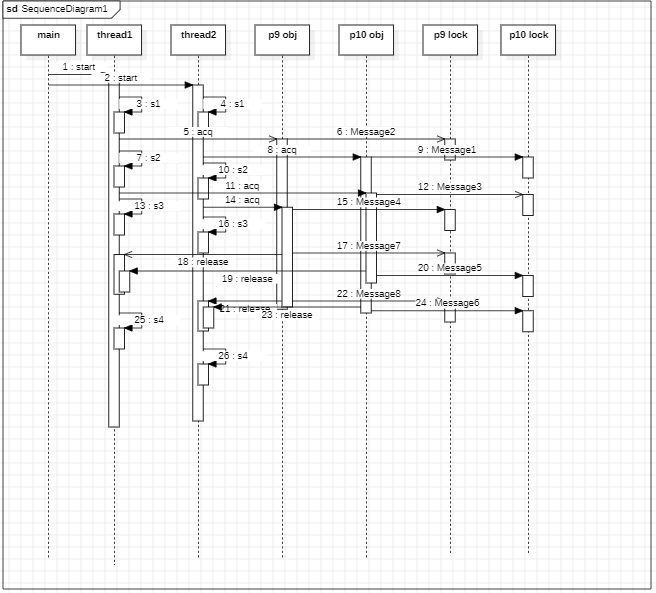 sd SequenceDiagram1
main thread1 thread2 p9 obj p10 obj p9 lock p10 lock
1 : start
2 : start
3 : s1 4 : s1
5 : acq 6 : Message2
8 : acq 9 : Message1
7 : s2
10 : s2
11 : acq 12 : Message3
14 : acq 15 : Message4
13 : s3
16 : s3
17 : Message7
18 : release
20 : Message5
19 : release
22 : Message8
24 : Message6
21 : release
23 : release
25 : s4
26 : s4